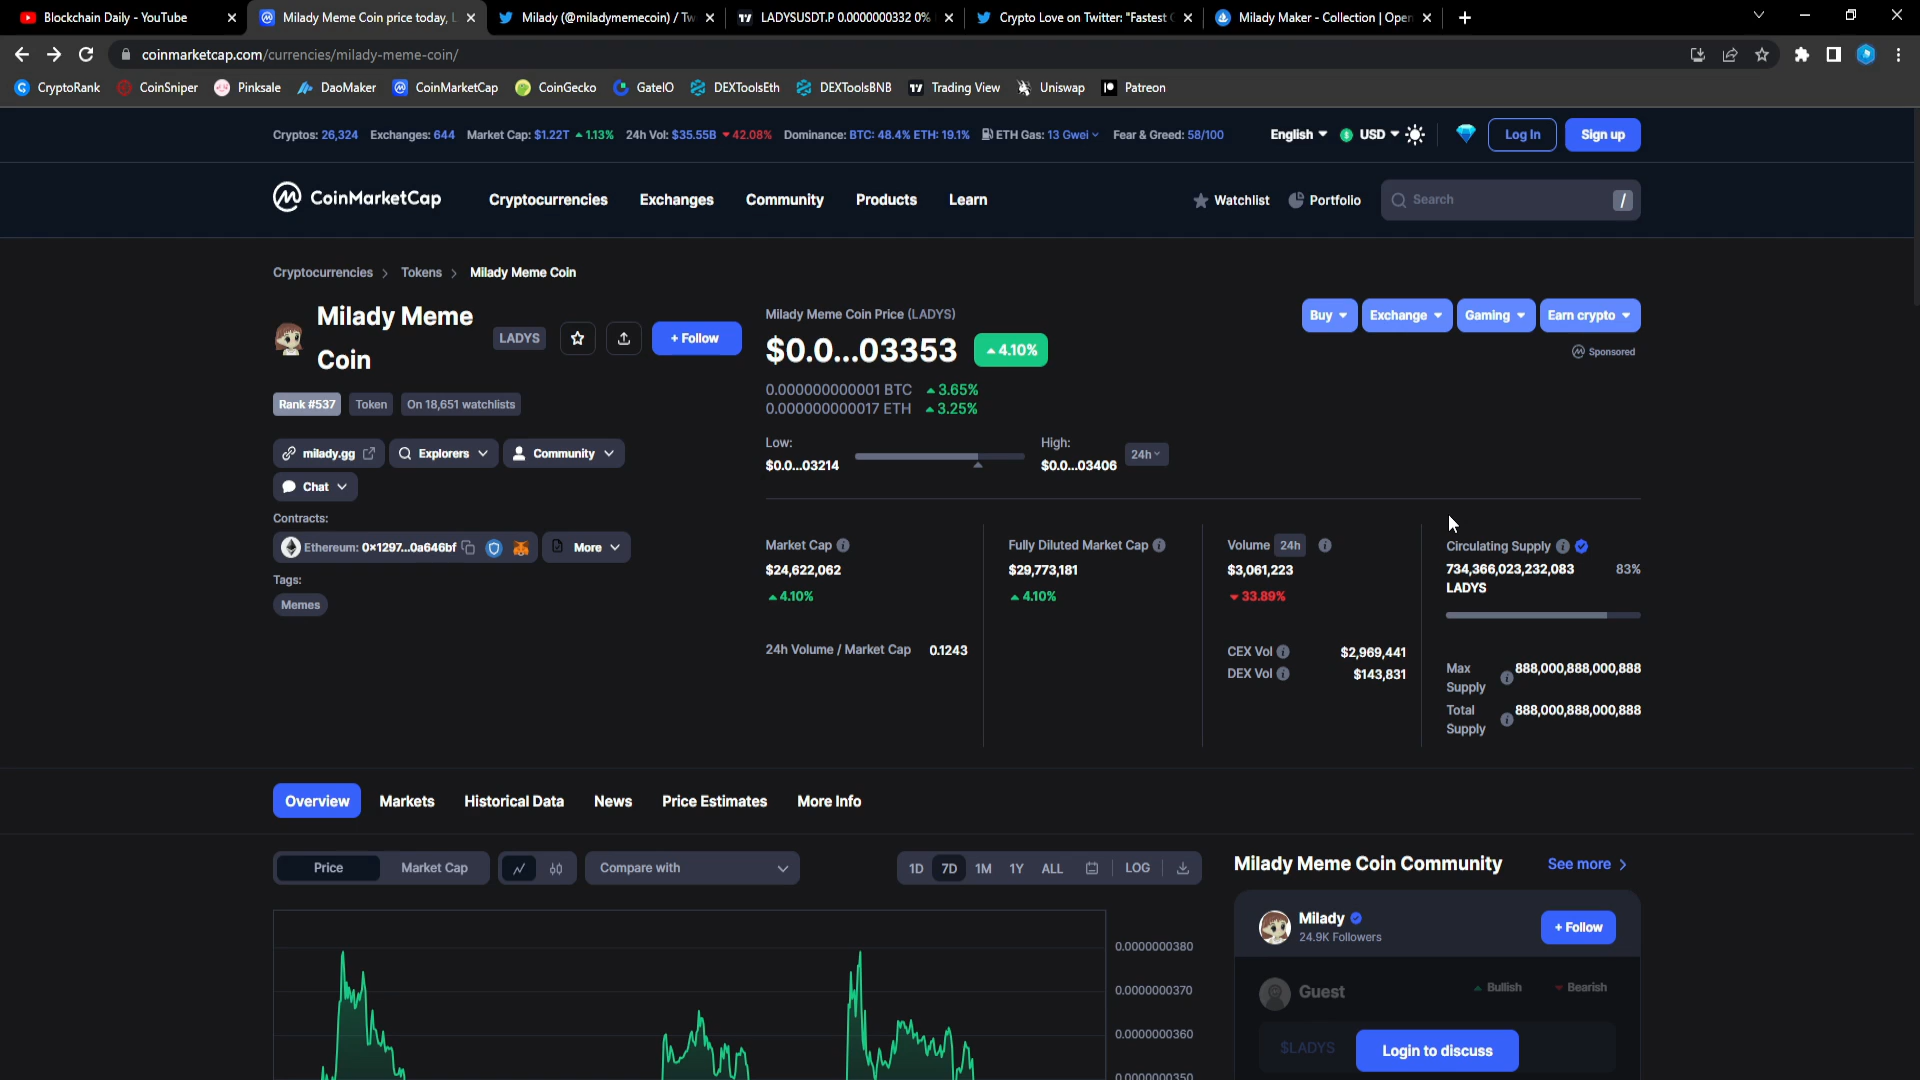 Blockchain Daily - YouTube
Milady Meme Coin price today, L
Milady (@miladymemecoin) / Tw
LADYSUSDT.P 0.0000000332 0%
Crypto Love on Twitter: "Fastest C
Milady Maker - Collection | Open
coinmarketcap.com/currencies/milady-meme-coin/
CryptoRank
CoinSniper
Pinksale
DaoMaker
CoinMarketCap
CoinGecko
GateIO
DEXToolsEth
DEXToolsBNB
Trading View
Uniswap
Patreon
Cryptos: 26,324 Exchanges: 644 Market Cap: $1.22T 1.13% 24h Vol: $35.55B 42.08% Dominance: BTC: 48.4% ETH: 19.1% ETH Gas: 13 Gwei Fear & Greed: 58/100
English
USD
Log In
Sign up
CoinMarketCap
Cryptocurrencies
Exchanges
Community
Products
Learn
Watchlist
Portfolio
Search
/
Cryptocurrencies > Tokens > Milady Meme Coin
Milady Meme
Coin
LADYS
+ Follow
Rank #537
Token
On 18,651 watchlists
milady.gg
Explorers
Community
Chat
Contracts:
Ethereum: 0x1297...0a646bf
More
Tags:
Memes
Milady Meme Coin Price (LADYS)
$0.0...03353
4.10%
0.000000000001 BTC 3.65%
0.000000000017 ETH 3.25%
Low:
$0.0...03214
High:
$0.0...03406
24h
Buy
Exchange
Gaming
Earn crypto
Sponsored
Market Cap
$24,622,062
4.10%
24h Volume / Market Cap 0.1243
Fully Diluted Market Cap
$29,773,181
4.10%
Volume 24h
$3,061,223
33.89%
CEX Vol $2,969,441
DEX Vol $143,831
Circulating Supply
734,366,023,232,083 83%
LADYS
Max
Supply
888,000,888,000,888
Total
Supply
888,000,888,000,888
Overview
Markets
Historical Data
News
Price Estimates
More Info
Price
Market Cap
Compare with
1D
7D
1M
1Y
ALL
LOG
0.0000000380
0.0000000370
0.0000000360
0.0000000350
Milady Meme Coin Community
See more >
Milady
24.9K Followers
+ Follow
Guest
Bullish
Bearish
$LADYS
Login to discuss